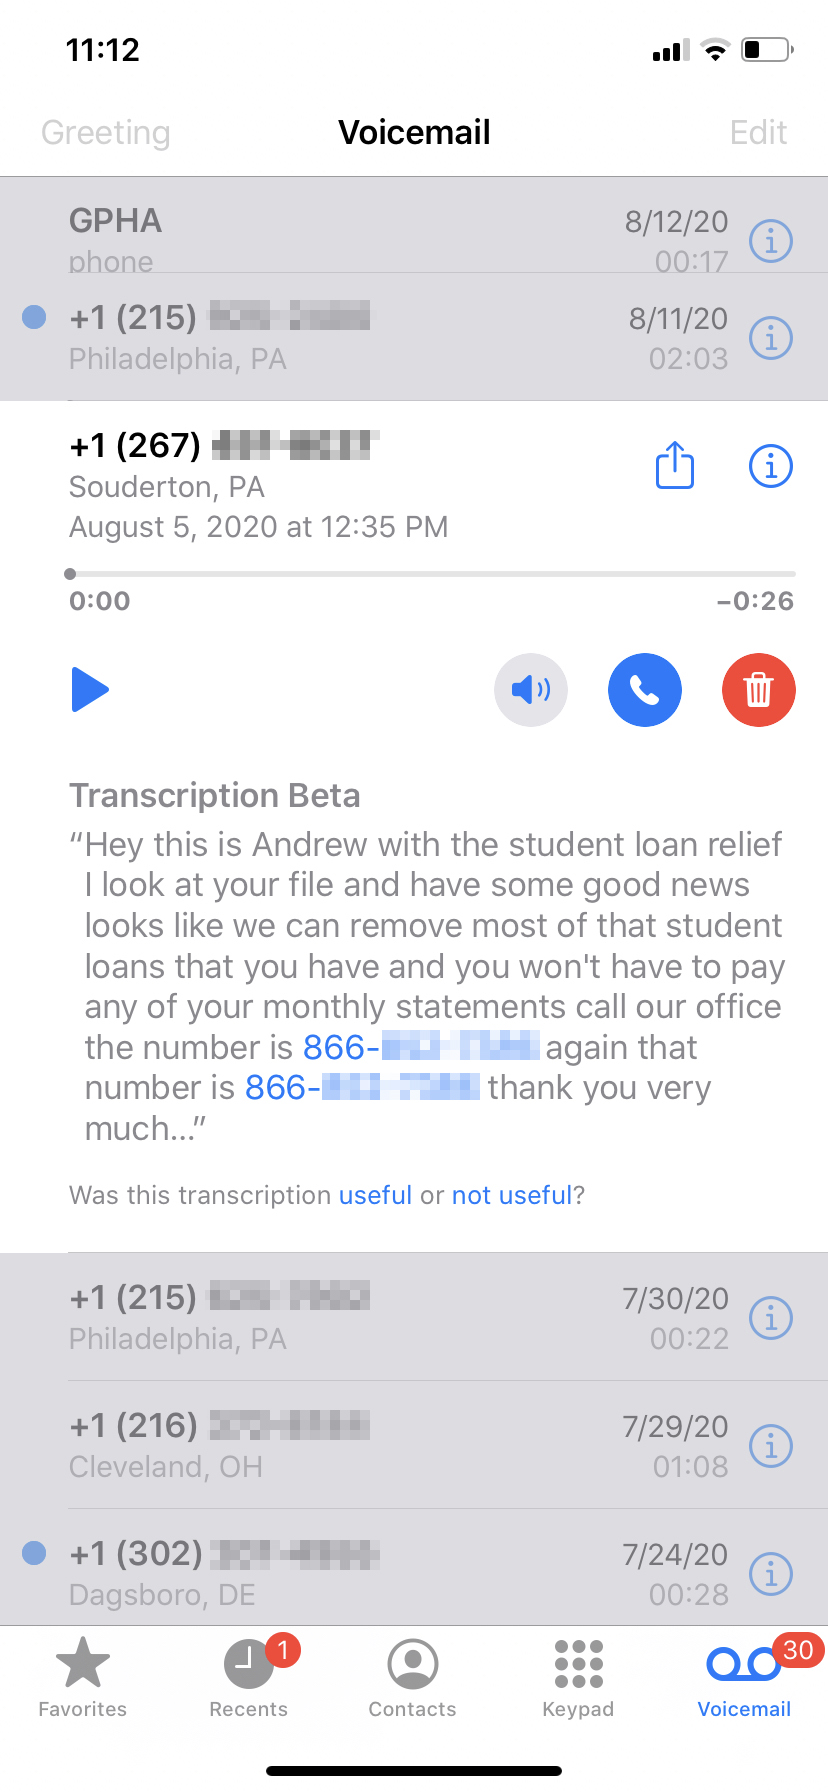 11:12
Greeting Voicemail Edit
GPHA 8/12/20
phone 00:17
+1 (215) 8/11/20
Philadelphia, PA 02:03
+1 (267)
Souderton, PA
August 5, 2020 at 12:35 PM
0:00 −0:26
Transcription Beta
“Hey this is Andrew with the student loan relief
I look at your file and have some good news
looks like we can remove most of that student
loans that you have and you won't have to pay
any of your monthly statements call our office
the number is 866- again that
number is 866- thank you very
much...”
Was this transcription useful or not useful?
+1 (215) 7/30/20
Philadelphia, PA 00:22
+1 (216) 7/29/20
Cleveland, OH 01:08
+1 (302) 7/24/20
Dagsboro, DE 00:28
1 30
Favorites Recents Contacts Keypad Voicemail